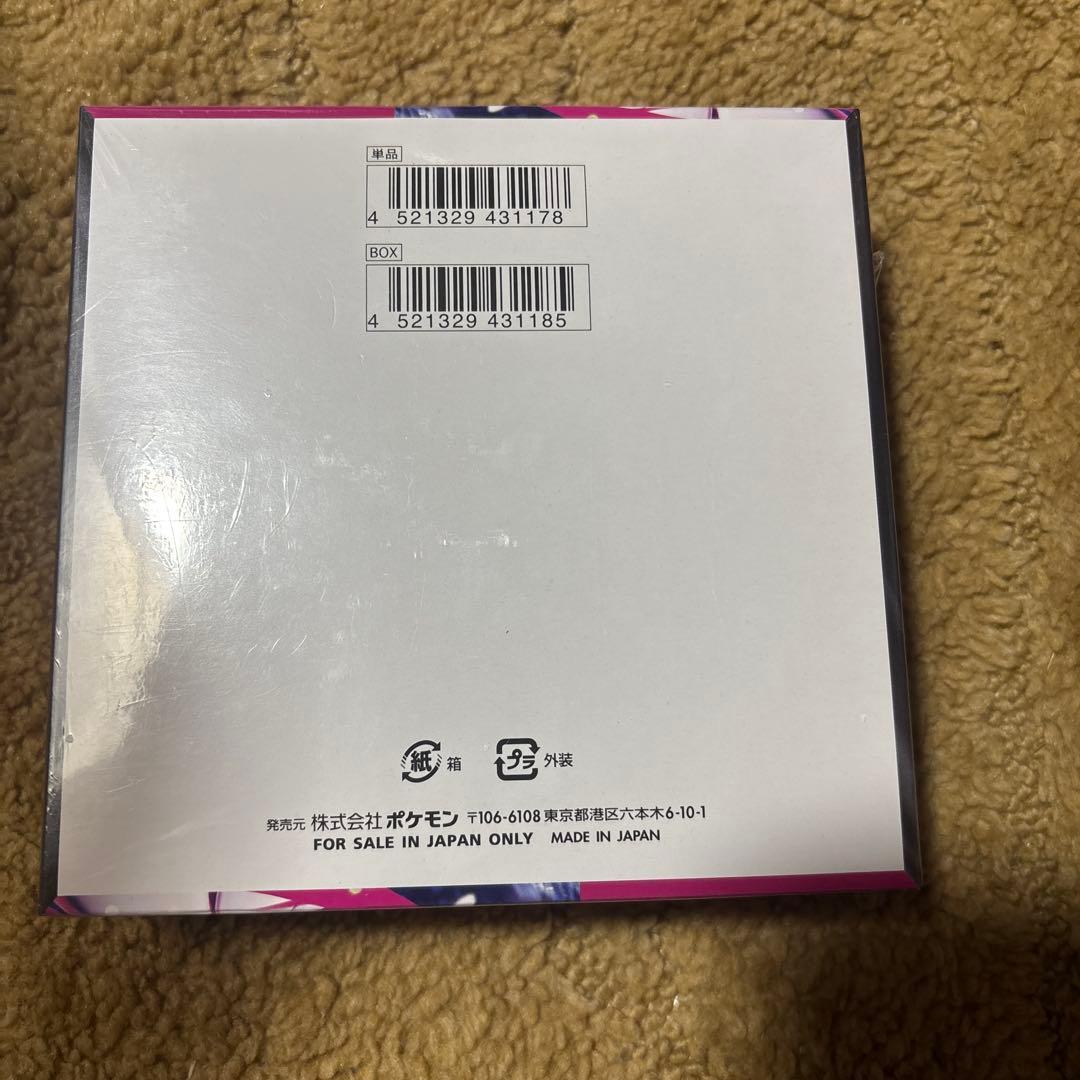 単品
4 521329 431178
BOX
4 521329 431185
紙 箱 プラ 外装
発売元 株式会社 ポケモン 〒106-6108 東京都港区六本木6-10-1
FOR SALE IN JAPAN ONLY MADE IN JAPAN